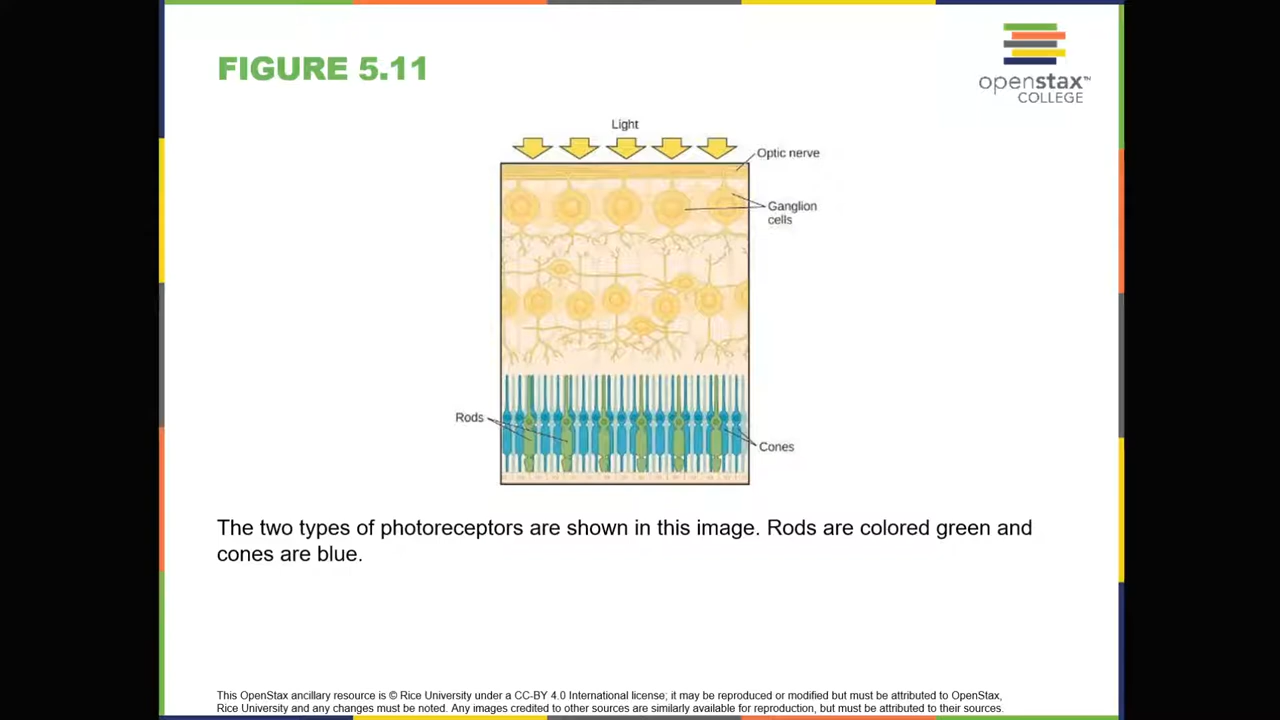 FIGURE 5.11
openstax™
COLLEGE
Light
Optic nerve
Ganglion
cells
Rods
Cones
The two types of photoreceptors are shown in this image. Rods are colored green and
cones are blue.
This OpenStax ancillary resource is © Rice University under a CC-BY 4.0 International license; it may be reproduced or modified but must be attributed to OpenStax,
Rice University and any changes must be noted. Any images credited to other sources are similarly available for reproduction, but must be attributed to their sources.